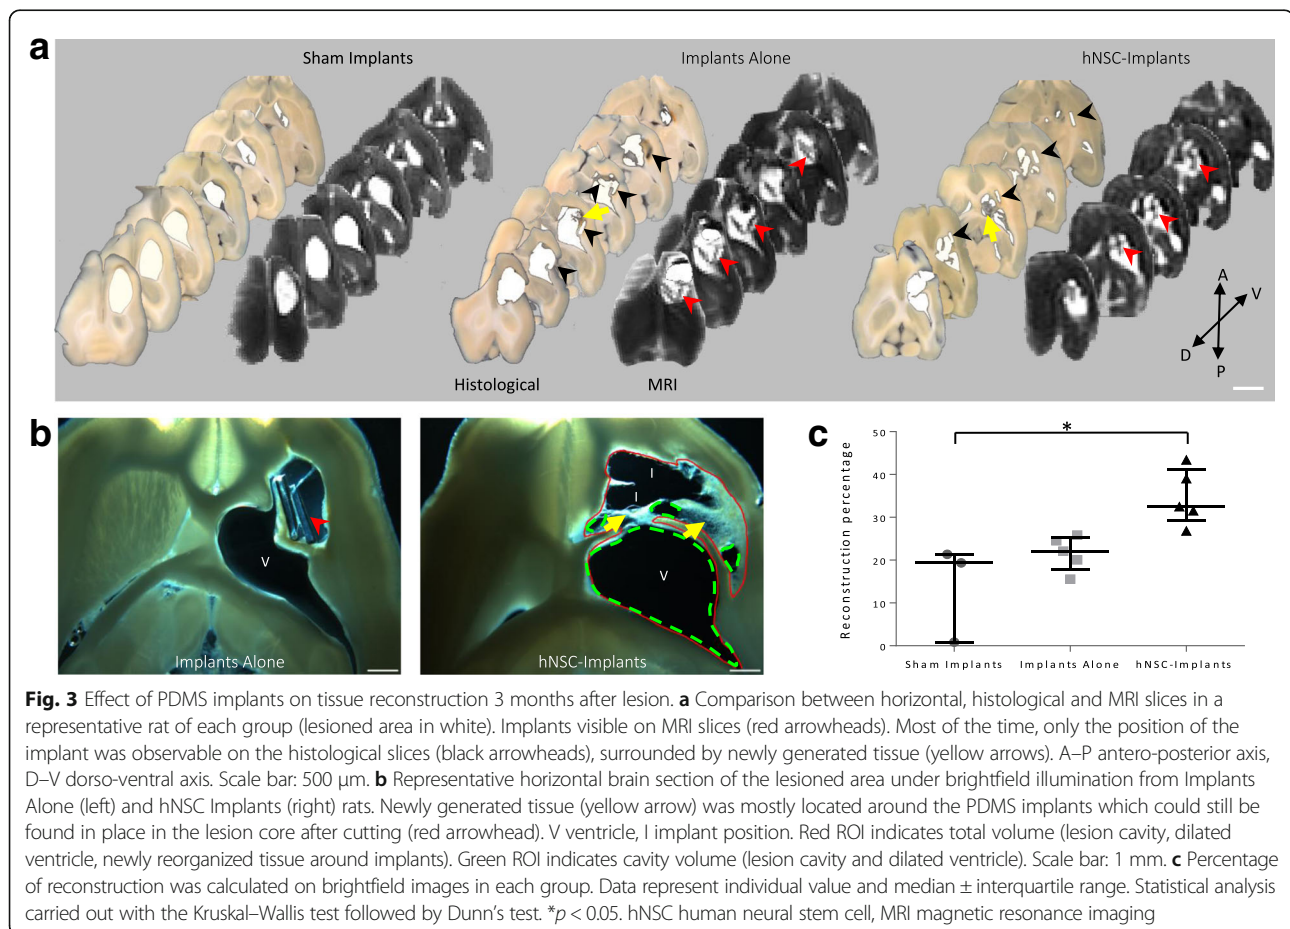 a
Sham Implants
Implants Alone
hNSC-Implants
A
V
D
P
Histological
MRI
b
V
Implants Alone
I
I
V
hNSC-Implants
c
*
50
40
30
20
10
0
Reconstruction percentage
Sham Implants
Implants Alone
hNSC-Implants
Fig. 3 Effect of PDMS implants on tissue reconstruction 3 months after lesion. a Comparison between horizontal, histological and MRI slices in a
representative rat of each group (lesioned area in white). Implants visible on MRI slices (red arrowheads). Most of the time, only the position of the
implant was observable on the histological slices (black arrowheads), surrounded by newly generated tissue (yellow arrows). A–P antero-posterior axis,
D–V dorso-ventral axis. Scale bar: 500 μm. b Representative horizontal brain section of the lesioned area under brightfield illumination from Implants
Alone (left) and hNSC Implants (right) rats. Newly generated tissue (yellow arrow) was mostly located around the PDMS implants which could still be
found in place in the lesion core after cutting (red arrowhead). V ventricle, I implant position. Red ROI indicates total volume (lesion cavity, dilated
ventricle, newly reorganized tissue around implants). Green ROI indicates cavity volume (lesion cavity and dilated ventricle). Scale bar: 1 mm. c Percentage
of reconstruction was calculated on brightfield images in each group. Data represent individual value and median ± interquartile range. Statistical analysis
carried out with the Kruskal–Wallis test followed by Dunn's test. *p < 0.05. hNSC human neural stem cell, MRI magnetic resonance imaging